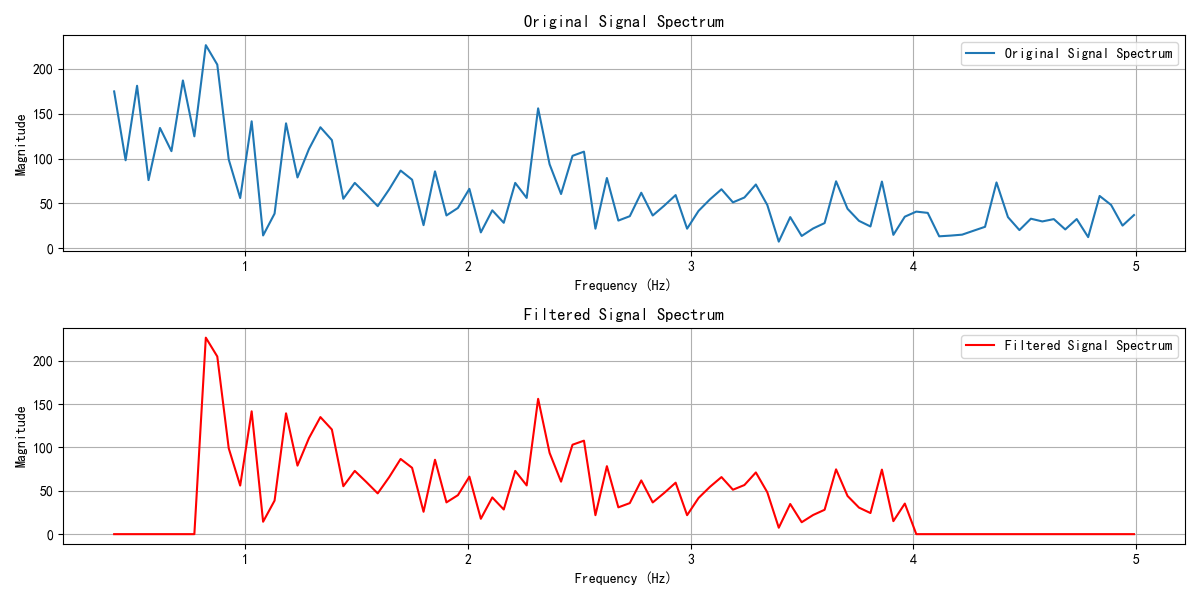 Original Signal Spectrum
Original Signal Spectrum
200
150
100
50
0
Magnitude
1 2 3 4 5
Frequency (Hz)
Filtered Signal Spectrum
Filtered Signal Spectrum
200
150
100
50
0
Magnitude
1 2 3 4 5
Frequency (Hz)